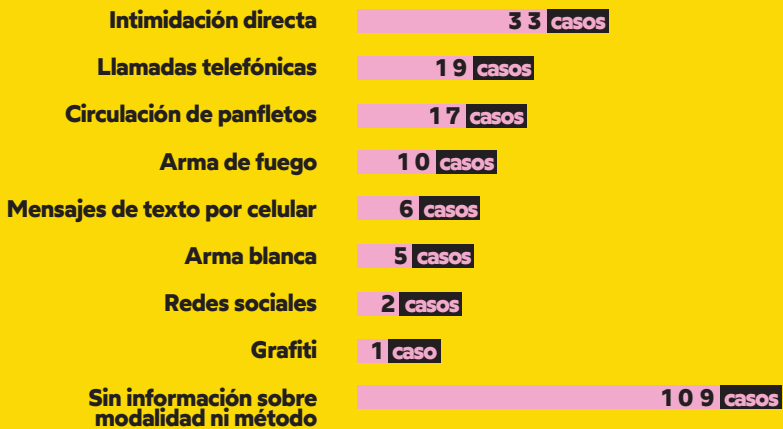 Intimidación directa 33 casos
Llamadas telefónicas 19 casos
Circulación de panfletos 17 casos
Arma de fuego 10 casos
Mensajes de texto por celular 6 casos
Arma blanca 5 casos
Redes sociales 2 casos
Grafiti 1 caso
Sin información sobre 109 casos
modalidad ni método